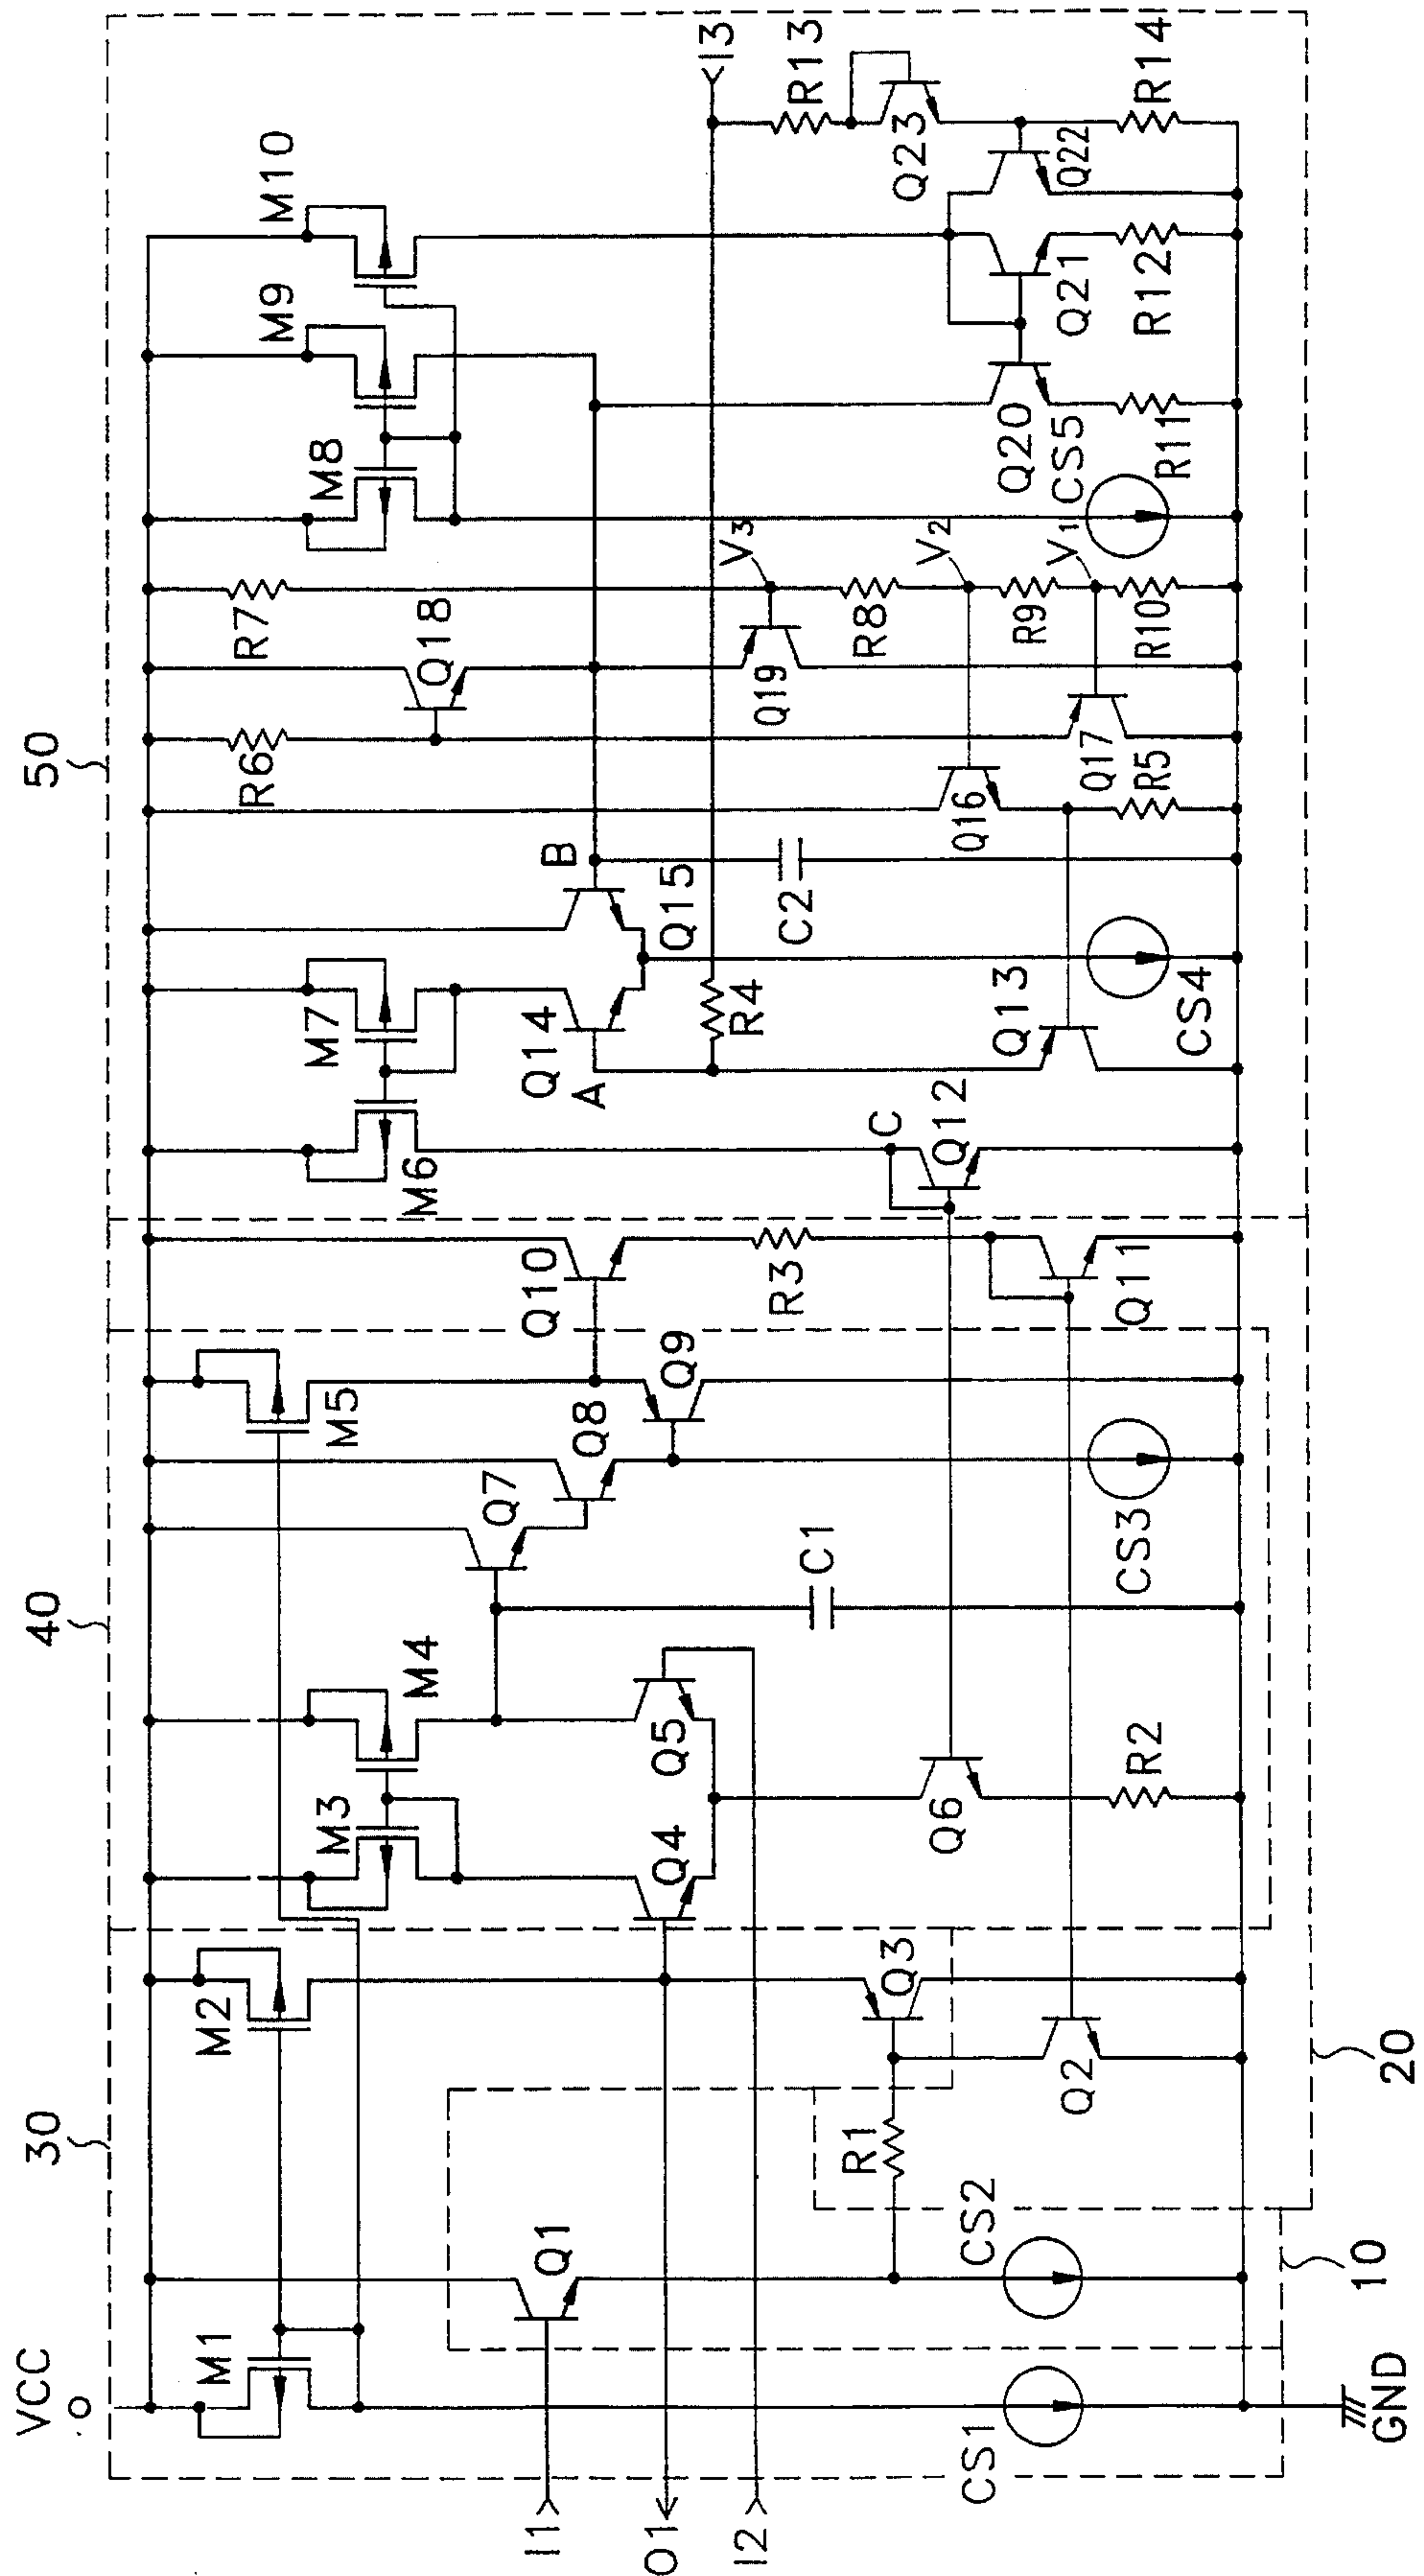 50
40
30
20
10
VCC
GND
I1
O1
I2
I3
M1
M2
M3
M4
M5
M6
M7
M8
M9
M10
Q1
Q2
Q3
Q4
Q5
Q6
Q7
Q8
Q9
Q10
Q11
Q12
Q13
Q14
Q15
Q16
Q17
Q18
Q19
Q20
Q21
Q22
Q23
R1
R2
R3
R4
R5
R6
R7
R8
R9
R10
R11
R12
R13
R14
C1
C2
CS1
CS2
CS3
CS4
CS5
A
B
C
V1
V2
V3